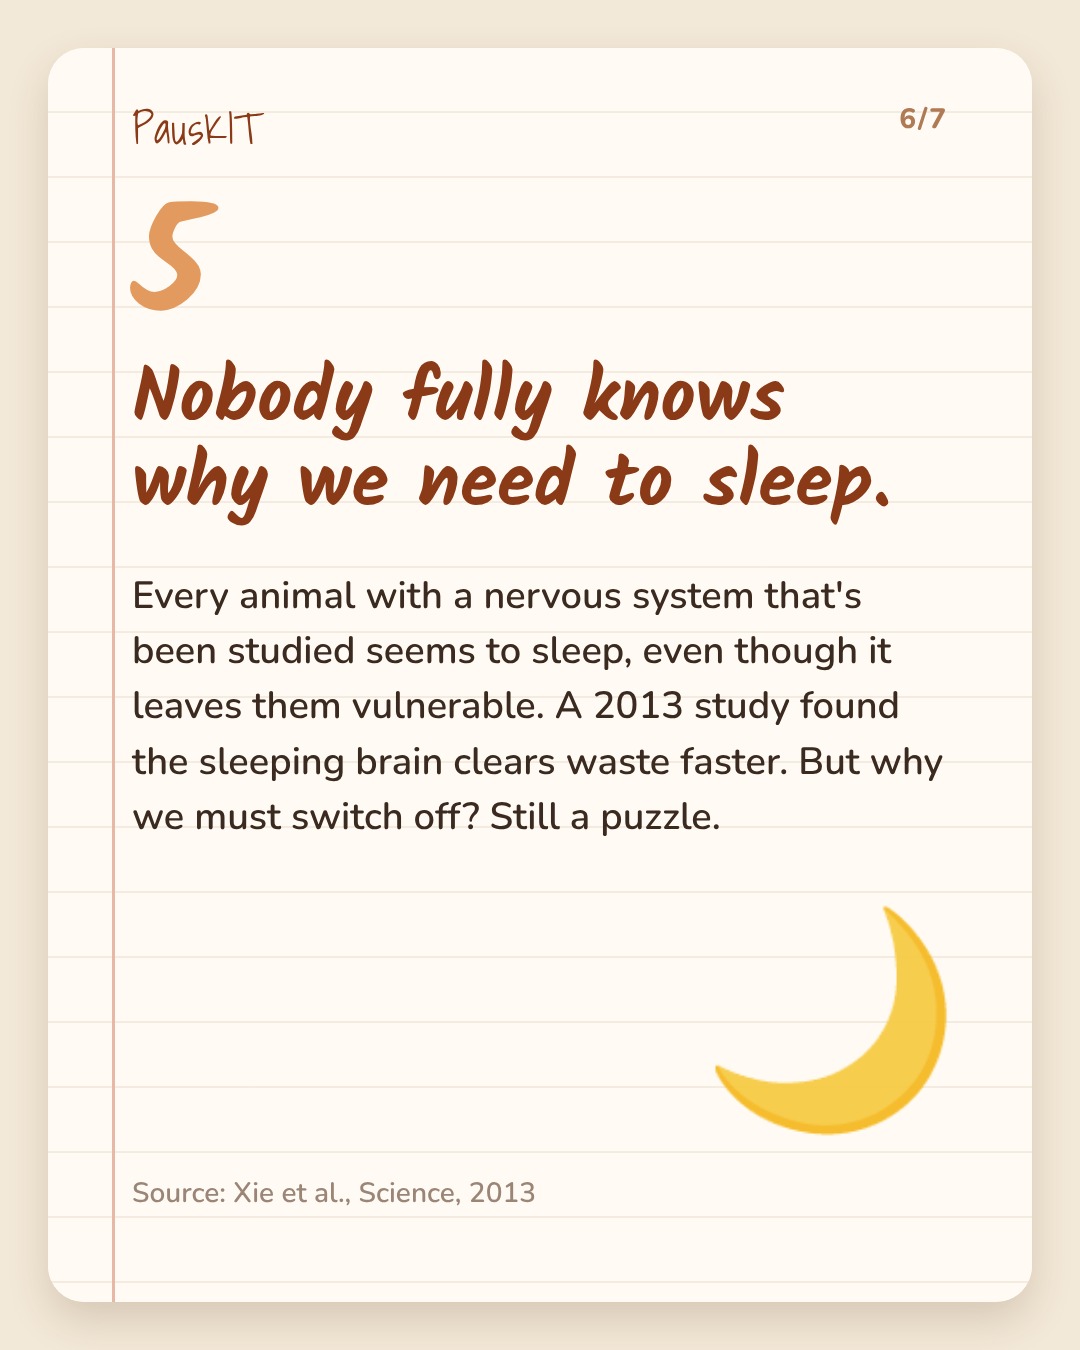 PausKIT
6/7
5
Nobody fully knows
why we need to sleep.
Every animal with a nervous system that's
been studied seems to sleep, even though it
leaves them vulnerable. A 2013 study found
the sleeping brain clears waste faster. But why
we must switch off? Still a puzzle.
Source: Xie et al., Science, 2013